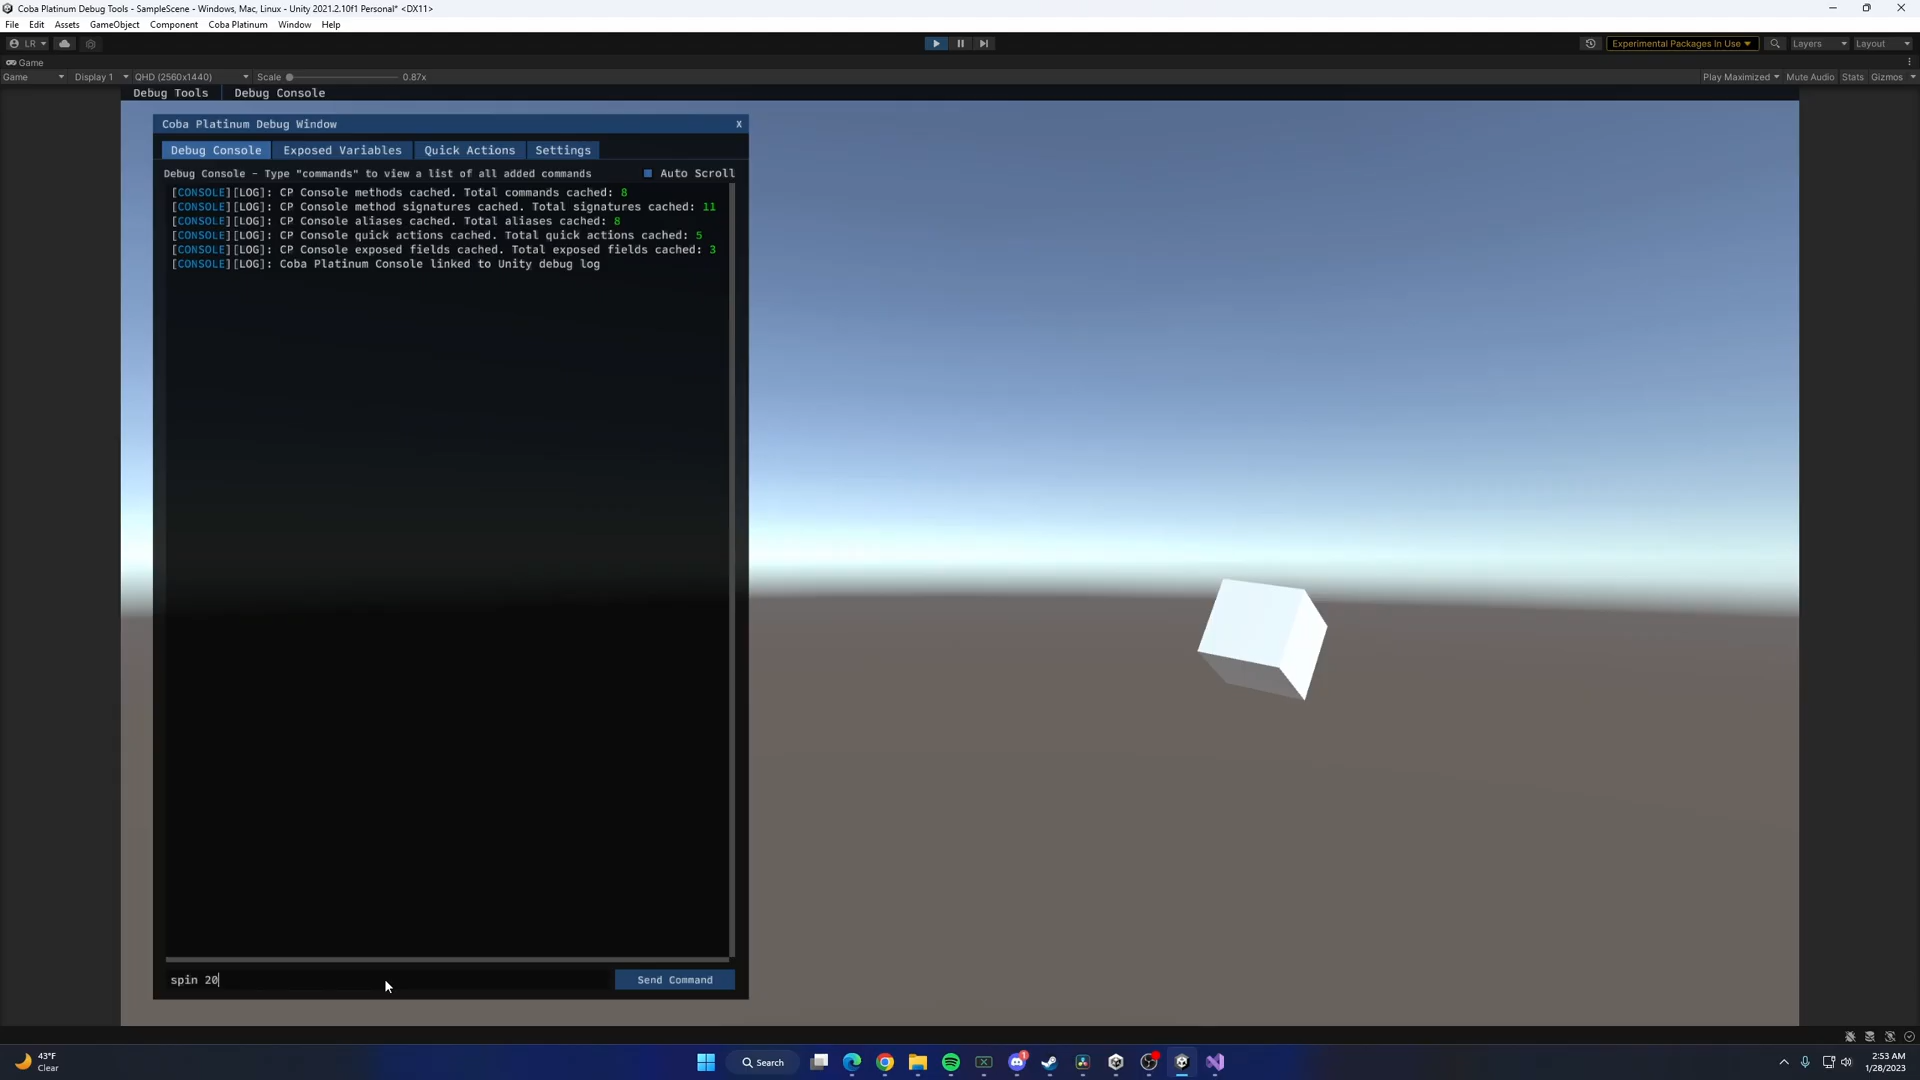 Coba Platinum Debug Tools - SampleScene - Windows, Mac, Linux - Unity 2021.2.10f1 Personal* <DX11>
File Edit Assets GameObject Component Coba Platinum Window Help
LR Experimental Packages In Use Layers Layout
Game
Game Display 1 QHD (2560x1440) Scale 0.87x Play Maximized Mute Audio Stats Gizmos
Debug Tools Debug Console
Coba Platinum Debug Window X
Debug Console Exposed Variables Quick Actions Settings
Debug Console - Type "commands" to view a list of all added commands Auto Scroll
[CONSOLE][LOG]: CP Console methods cached. Total commands cached: 8
[CONSOLE][LOG]: CP Console method signatures cached. Total signatures cached: 11
[CONSOLE][LOG]: CP Console aliases cached. Total aliases cached: 8
[CONSOLE][LOG]: CP Console quick actions cached. Total quick actions cached: 5
[CONSOLE][LOG]: CP Console exposed fields cached. Total exposed fields cached: 3
[CONSOLE][LOG]: Coba Platinum Console linked to Unity debug log
spin 20 Send Command
43°F
Clear
Search
1
2:53 AM
1/28/2023